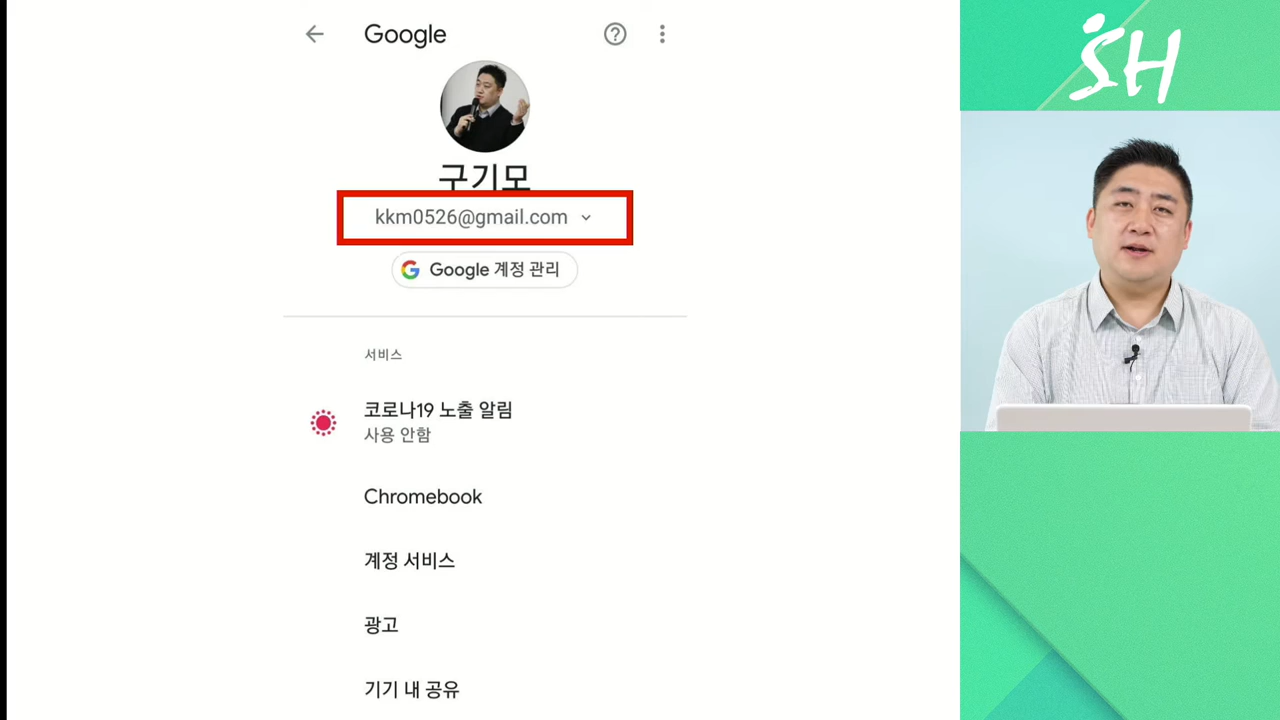 Google
구기모
kkm0526@gmail.com
Google 계정 관리
서비스
코로나19 노출 알림
사용 안함
Chromebook
계정 서비스
광고
기기 내 공유
SH